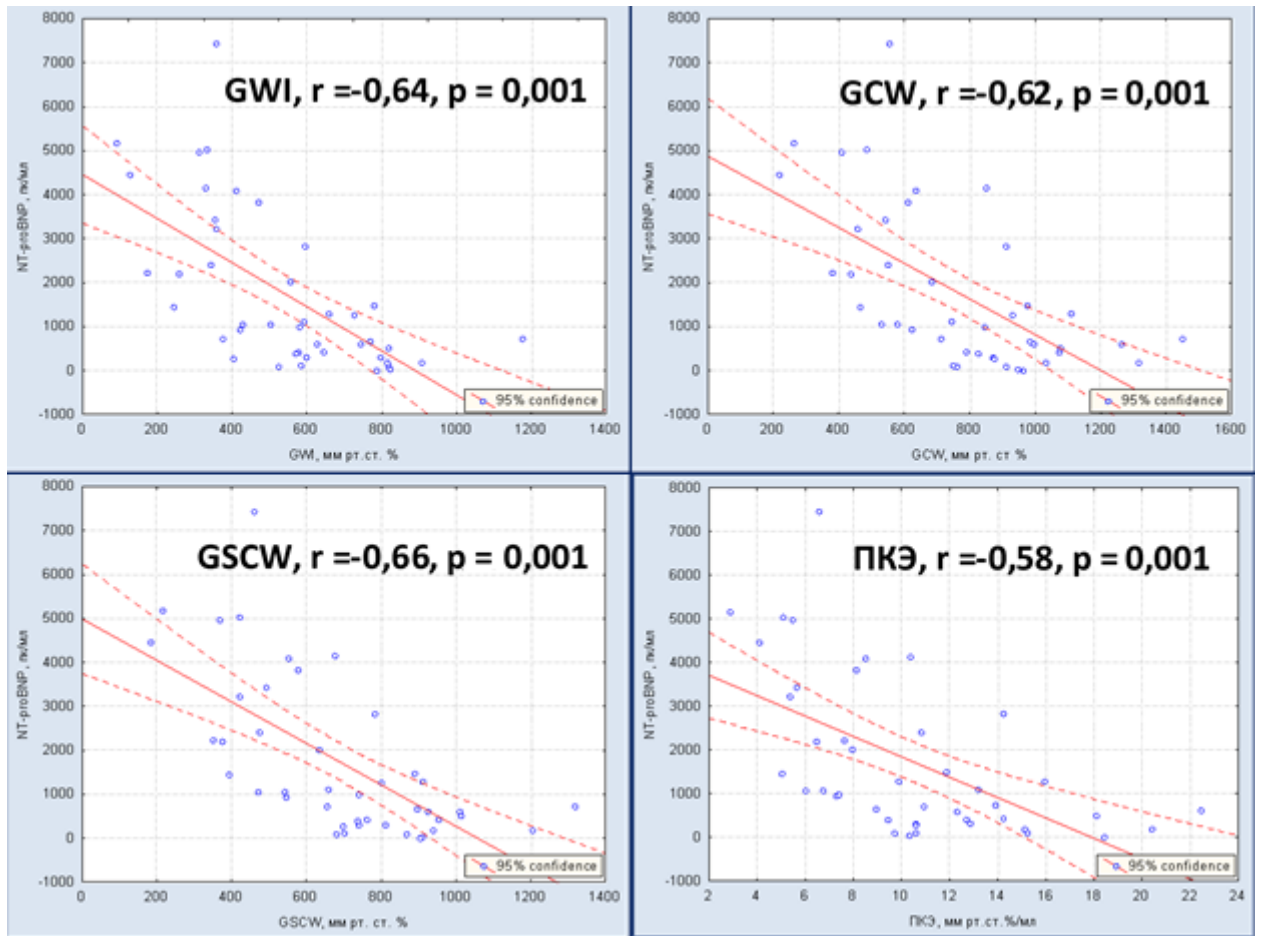 8000
7000
6000
5000
4000
3000
2000
1000
0
-1000
NT-proBNP, пк/мл
GWI, r =-0,64, p = 0,001
95% confidence
0 200 400 600 800 1000 1200 1400
GWI, мм рт.ст. %
8000
7000
6000
5000
4000
3000
2000
1000
0
-1000
NT-proBNP, пк/мл
GCW, r =-0,62, p = 0,001
95% confidence
0 200 400 600 800 1000 1200 1400 1600
GCW, мм рт. ст %
8000
7000
6000
5000
4000
3000
2000
1000
0
-1000
NT-proBNP, пк/мл
GSCW, r =-0,66, p = 0,001
95% confidence
0 200 400 600 800 1000 1200 1400
GSCW, мм рт. ст. %
8000
7000
6000
5000
4000
3000
2000
1000
0
-1000
NT-proBNP, пк/мл
ПКЭ, r =-0,58, p = 0,001
95% confidence
2 4 6 8 10 12 14 16 18 20 22 24
ПКЭ, мм рт.ст.%/мл